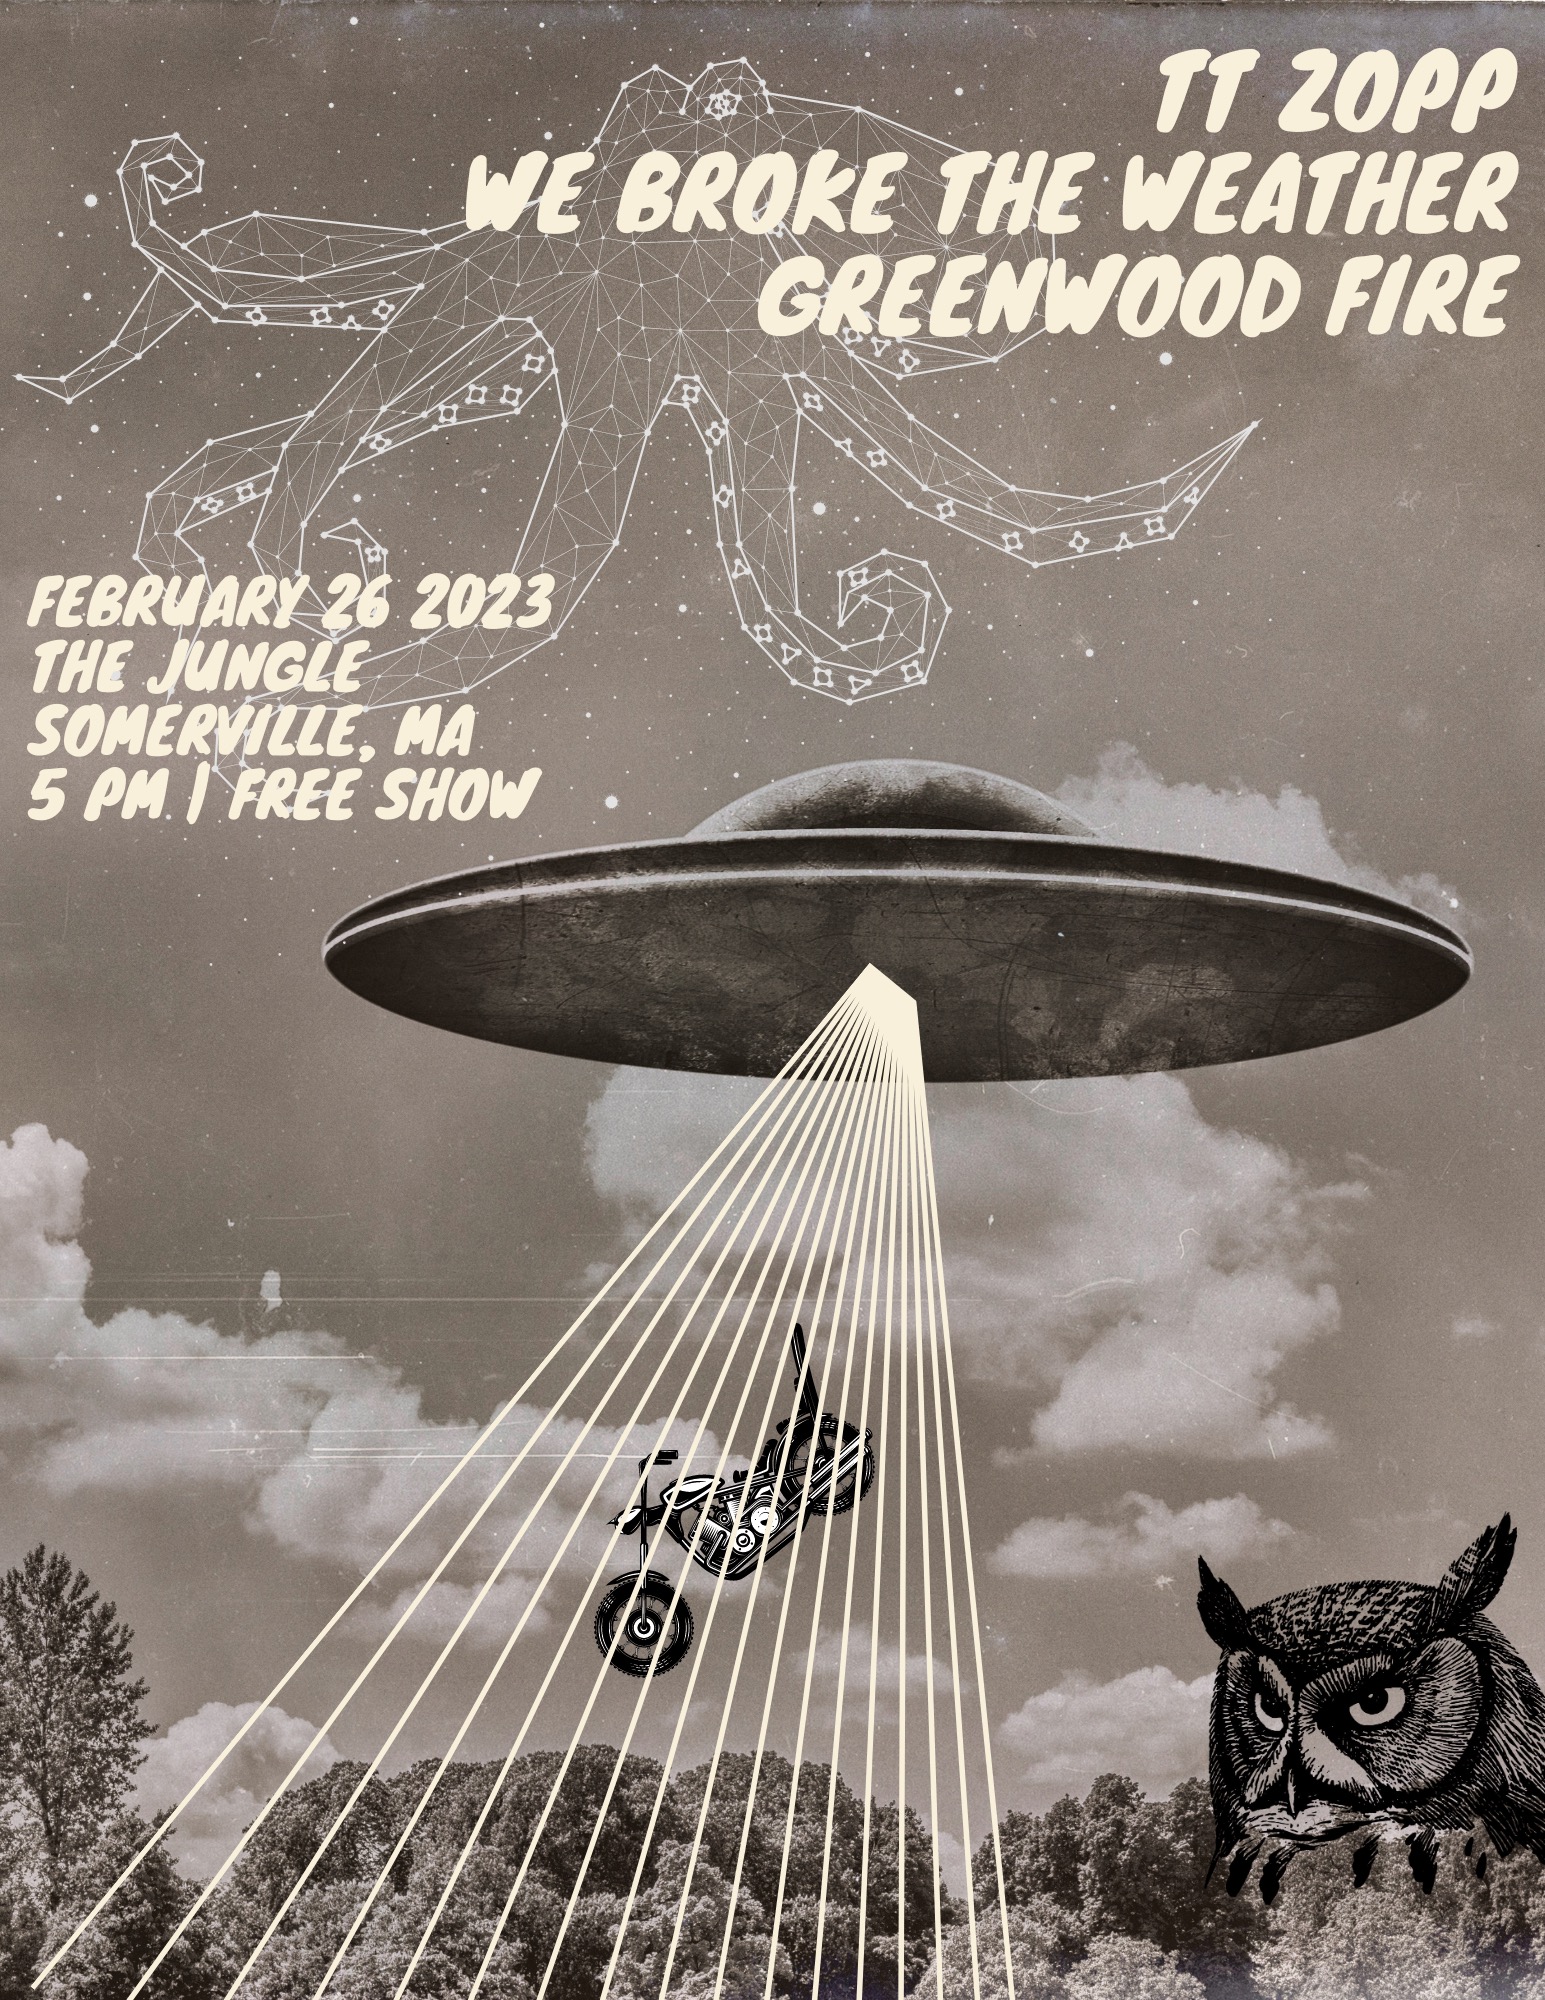 TT ZOPP
WE BROKE THE WEATHER
GREENWOOD FIRE
FEBRUARY 26 2023
THE JUNGLE
SOMERVILLE, MA
5 PM | FREE SHOW